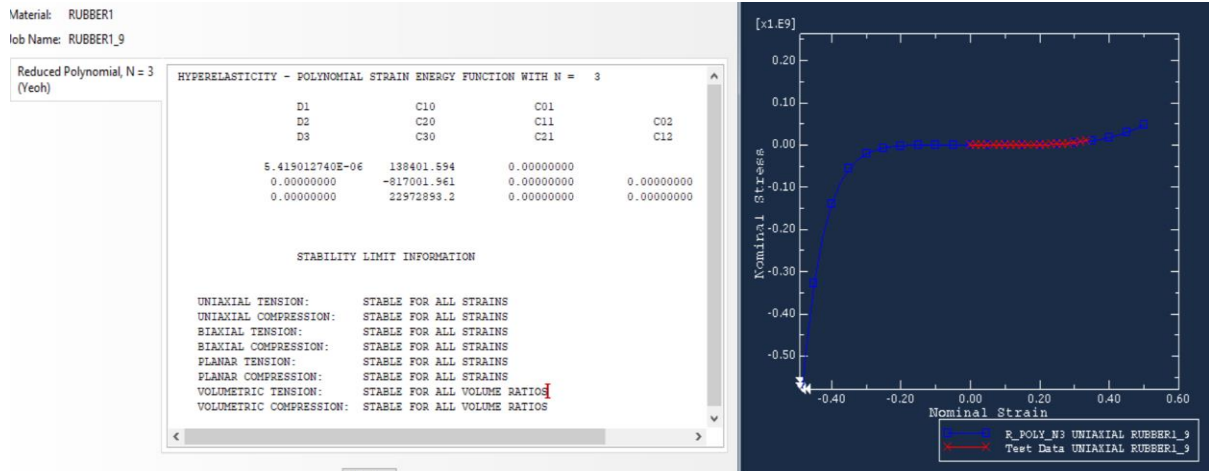 Material: RUBBER1
Job Name: RUBBER1_9
Reduced Polynomial, N = 3
(Yeoh)
HYPERELASTICITY - POLYNOMIAL STRAIN ENERGY FUNCTION WITH N = 3
D1 C10 C01
D2 C20 C11 C02
D3 C30 C21 C12
5.419012740E-06 138401.594 0.00000000
0.00000000 -817001.961 0.00000000 0.00000000
0.00000000 22972893.2 0.00000000 0.00000000
STABILITY LIMIT INFORMATION
UNIAXIAL TENSION: STABLE FOR ALL STRAINS
UNIAXIAL COMPRESSION: STABLE FOR ALL STRAINS
BIAXIAL TENSION: STABLE FOR ALL STRAINS
BIAXIAL COMPRESSION: STABLE FOR ALL STRAINS
PLANAR TENSION: STABLE FOR ALL STRAINS
PLANAR COMPRESSION: STABLE FOR ALL STRAINS
VOLUMETRIC TENSION: STABLE FOR ALL VOLUME RATIOS
VOLUMETRIC COMPRESSION: STABLE FOR ALL VOLUME RATIOS
[x1.E9]
0.20
0.10
0.00
-0.10
-0.20
-0.30
-0.40
-0.50
Nominal Stress
-0.40 -0.20 0.00 0.20 0.40 0.60
Nominal Strain
R_POLY_N3 UNIAXIAL RUBBER1_9
Test Data UNIAXIAL RUBBER1_9